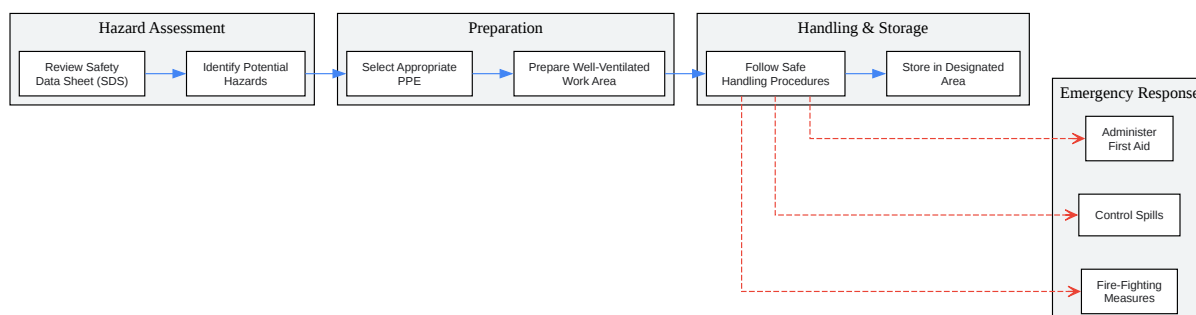 Hazard Assessment
Review Safety
Data Sheet (SDS)
Identify Potential
Hazards
Preparation
Select Appropriate
PPE
Prepare Well-Ventilated
Work Area
Handling & Storage
Follow Safe
Handling Procedures
Store in Designated
Area
Emergency Response
Administer
First Aid
Control Spills
Fire-Fighting
Measures